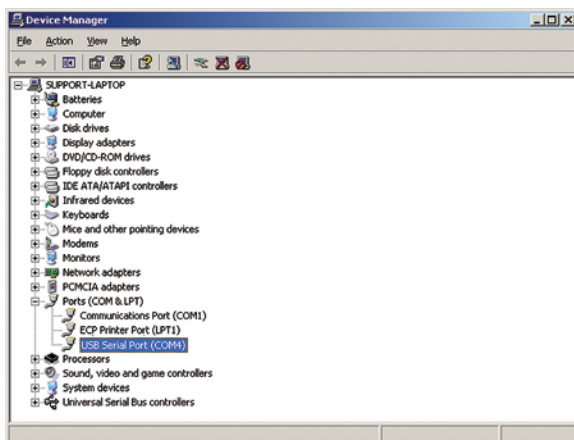 Device Manager
File Action View Help
SUPPORT-LAPTOP
Batteries
Computer
Disk drives
Display adapters
DVD/CD-ROM drives
Floppy disk controllers
IDE ATA/ATAPI controllers
Infrared devices
Keyboards
Mice and other pointing devices
Modems
Monitors
Network adapters
PCMCIA adapters
Ports (COM & LPT)
Communications Port (COM1)
ECP Printer Port (LPT1)
USB Serial Port (COM4)
Processors
Sound, video and game controllers
System devices
Universal Serial Bus controllers